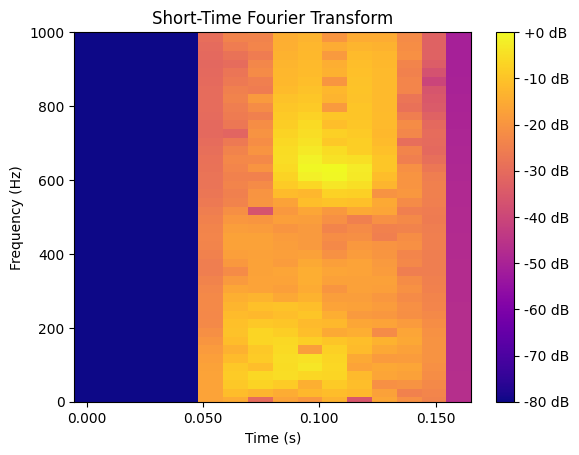 Short-Time Fourier Transform
1000
800
600
400
200
0
Frequency (Hz)
0.000
0.050
0.100
0.150
Time (s)
+0 dB
-10 dB
-20 dB
-30 dB
-40 dB
-50 dB
-60 dB
-70 dB
-80 dB